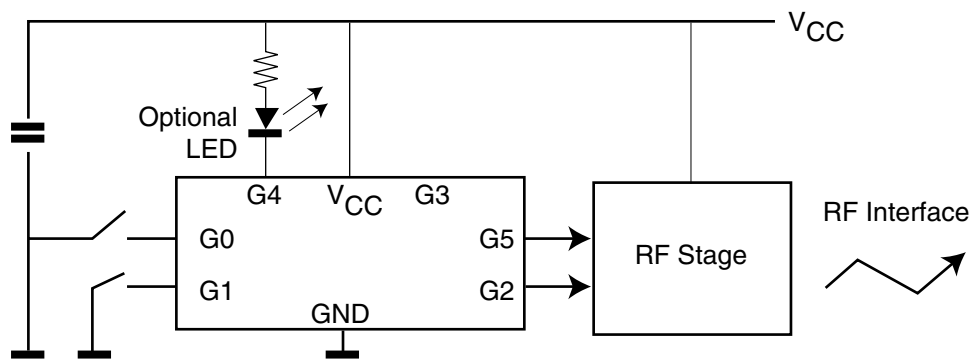 VCC
Optional
LED
G4
VCC
G3
G0
G5
G1
G2
GND
RF Stage
RF Interface